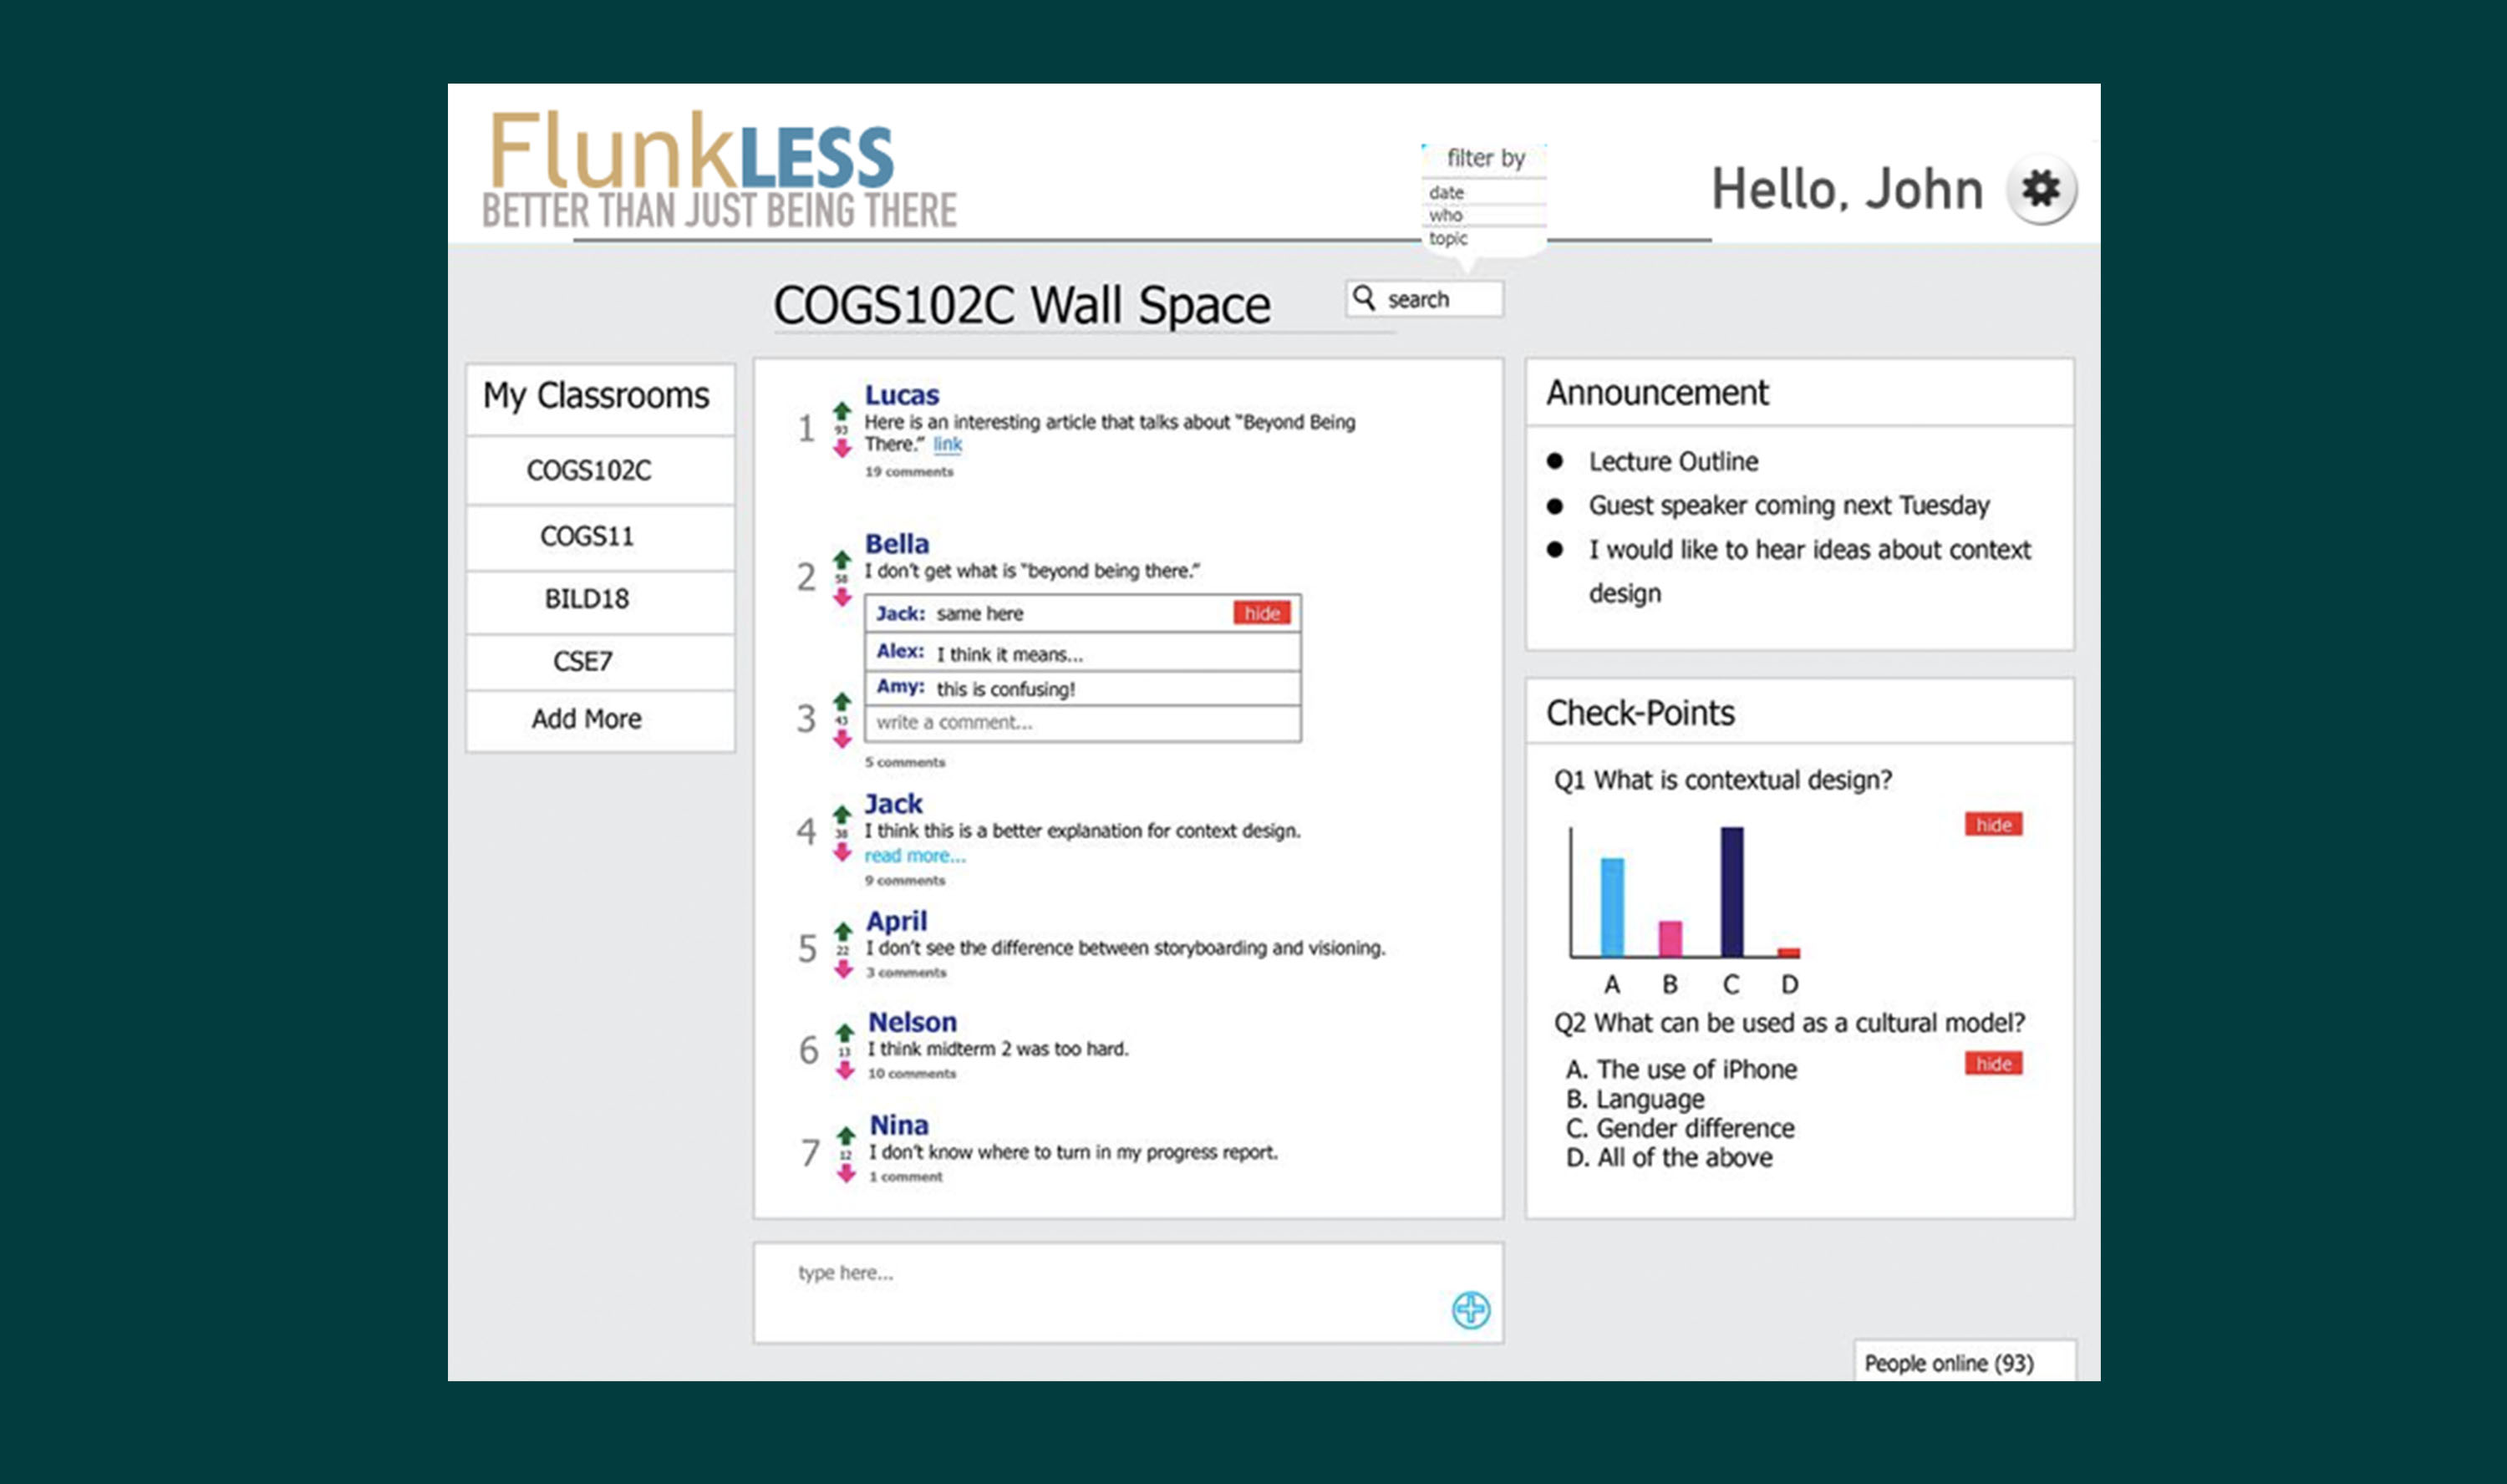 FlunkLESS
BETTER THAN JUST BEING THERE
filter by
date
who
topic
Hello, John
COGS102C Wall Space
search
My Classrooms
COGS102C
COGS11
BILD18
CSE7
Add More
1
93
Lucas
Here is an interesting article that talks about "Beyond Being
There." link
19 comments
2
58
Bella
I don't get what is "beyond being there."
Jack: same here
hide
Alex: I think it means...
Amy: this is confusing!
write a comment...
3
43
5 comments
4
38
Jack
I think this is a better explanation for context design.
read more...
9 comments
5
22
April
I don't see the difference between storyboarding and visioning.
3 comments
6
13
Nelson
I think midterm 2 was too hard.
10 comments
7
12
Nina
I don't know where to turn in my progress report.
1 comment
type here...
Announcement
● Lecture Outline
● Guest speaker coming next Tuesday
● I would like to hear ideas about context
design
Check-Points
Q1 What is contextual design?
hide
A B C D
Q2 What can be used as a cultural model?
hide
A. The use of iPhone
B. Language
C. Gender difference
D. All of the above
People online (93)